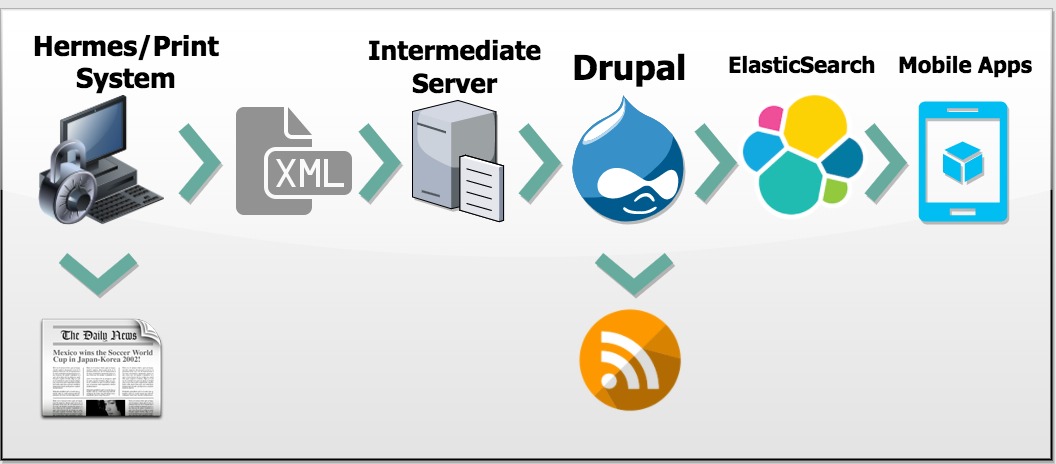 Hermes/Print
System
Intermediate
Server
Drupal
ElasticSearch
Mobile Apps
XML
The Daily News
Mexico wins the Soccer World
Cup in Japan-Korea 2002!